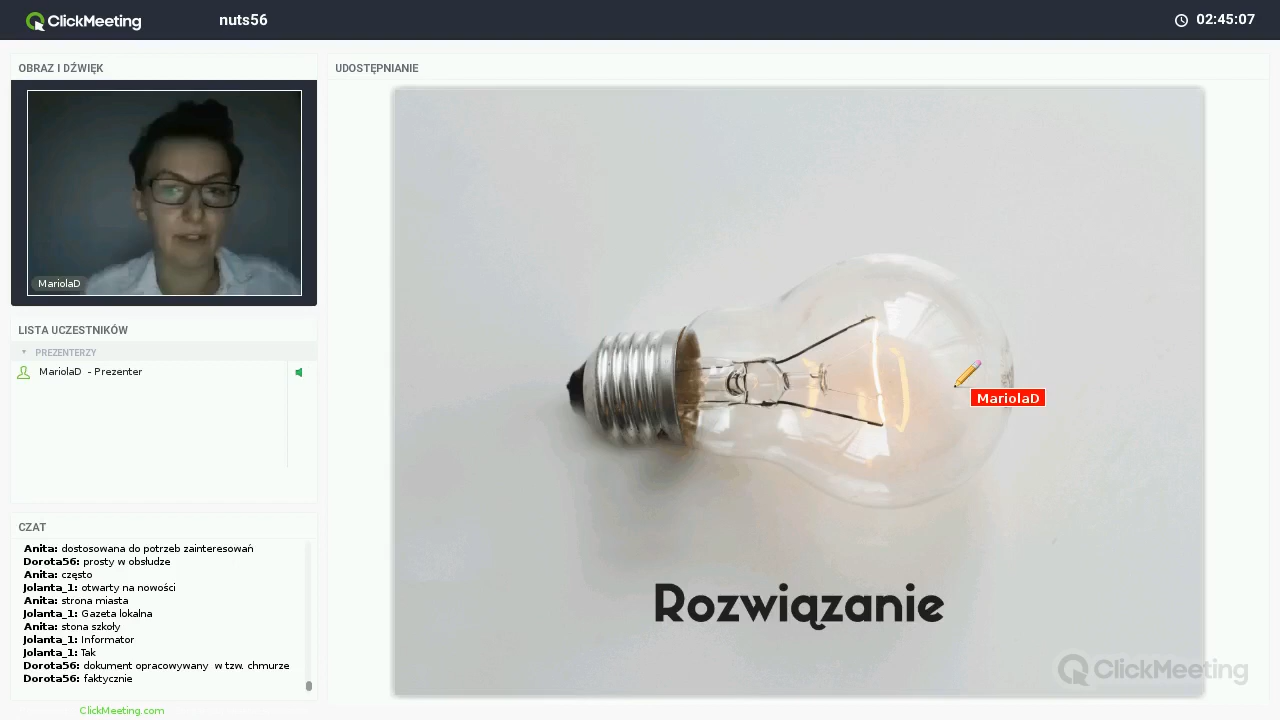 ClickMeeting
nuts56
02:45:07
OBRAZ I DŹWIĘK
UDOSTĘPNIANIE
MariolaD
LISTA UCZESTNIKÓW
PREZENTERZY
MariolaD - Prezenter
MariolaD
CZAT
Anita: dostosowana do potrzeb zainteresowań
Dorota56: prosty w obsłudze
Anita: często
Jolanta_1: otwarty na nowości
Anita: strona miasta
Jolanta_1: Gazeta lokalna
Anita: stona szkoły
Jolanta_1: Informator
Jolanta_1: Tak
Dorota56: dokument opracowywany w tzw. chmurze
Dorota56: faktycznie
Rozwiązanie
ClickMeeting
ClickMeeting.com